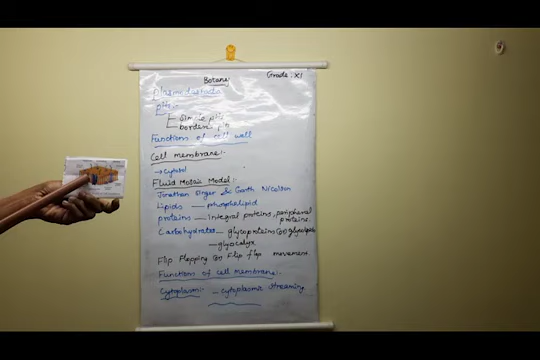 Botany
Grade : XI
Plasmodesmata
Pits :-
Simple pits
bordered pits
Functions of cell wall
Cell membrane :-
→ Cytosol
Fluid Mosaic Model :-
Jonathan Singer & Garth Nicolson
Lipids — phospholipid
proteins — integral proteins, peripheral
proteins
Carbohydrates — glycoproteins (or) glycolipids
— glycocalyx
Flip Flopping (or) Flip flop movement
Functions of cell membrane:-
Cytoplasm: - cytoplasmic streaming